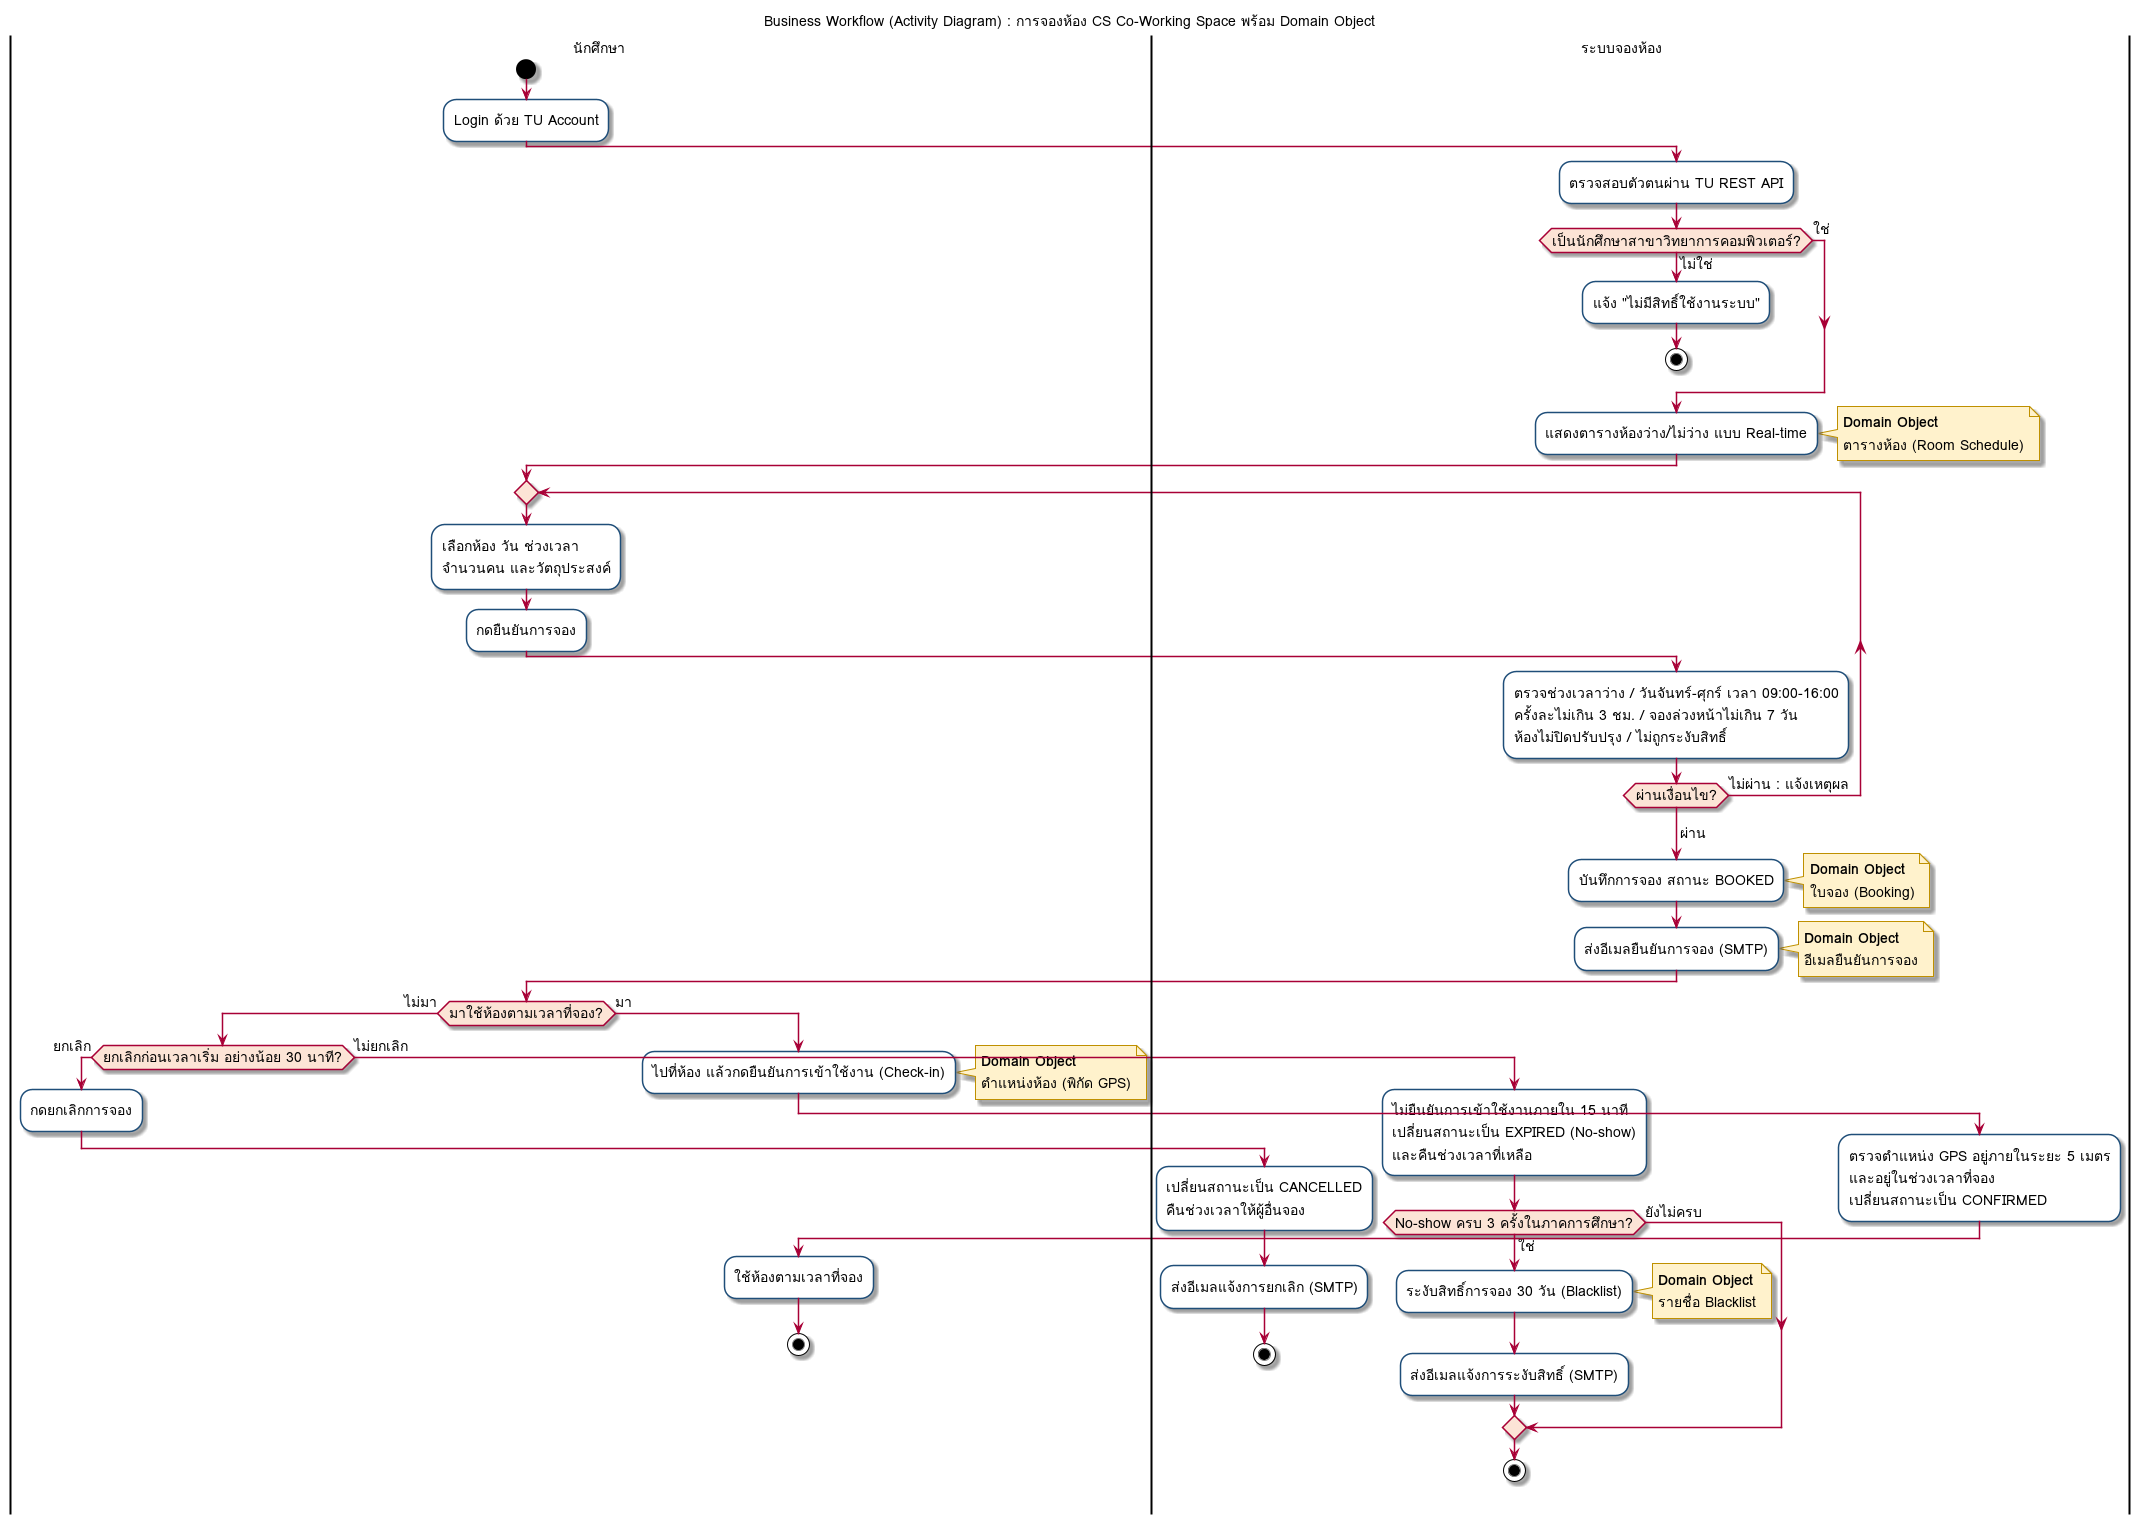 Business Workflow (Activity Diagram) : การจองห้อง CS Co-Working Space พร้อม Domain Object
นักศึกษา
ระบบจองห้อง
Login ด้วย TU Account
ตรวจสอบตัวตนผ่าน TU REST API
เป็นนักศึกษาสาขาวิทยาการคอมพิวเตอร์?
ใช่
ไม่ใช่
แจ้ง "ไม่มีสิทธิ์ใช้งานระบบ"
แสดงตารางห้องว่าง/ไม่ว่าง แบบ Real-time
Domain Object
ตารางห้อง (Room Schedule)
เลือกห้อง วัน ช่วงเวลา
จำนวนคน และวัตถุประสงค์
กดยืนยันการจอง
ตรวจช่วงเวลาว่าง / วันจันทร์-ศุกร์ เวลา 09:00-16:00
ครั้งละไม่เกิน 3 ชม. / จองล่วงหน้าไม่เกิน 7 วัน
ห้องไม่ปิดปรับปรุง / ไม่ถูกระงับสิทธิ์
ผ่านเงื่อนไข?
ไม่ผ่าน : แจ้งเหตุผล
ผ่าน
บันทึกการจอง สถานะ BOOKED
Domain Object
ใบจอง (Booking)
ส่งอีเมลยืนยันการจอง (SMTP)
Domain Object
อีเมลยืนยันการจอง
ไม่มา
มาใช้ห้องตามเวลาที่จอง?
มา
ยกเลิก
ยกเลิกก่อนเวลาเริ่ม อย่างน้อย 30 นาที?
ไม่ยกเลิก
ไปที่ห้อง แล้วกดยืนยันการเข้าใช้งาน (Check-in)
Domain Object
ตำแหน่งห้อง (พิกัด GPS)
กดยกเลิกการจอง
ไม่ยืนยันการเข้าใช้งานภายใน 15 นาที
เปลี่ยนสถานะเป็น EXPIRED (No-show)
และคืนช่วงเวลาที่เหลือ
ตรวจตำแหน่ง GPS อยู่ภายในระยะ 5 เมตร
และอยู่ในช่วงเวลาที่จอง
เปลี่ยนสถานะเป็น CONFIRMED
เปลี่ยนสถานะเป็น CANCELLED
คืนช่วงเวลาให้ผู้อื่นจอง
No-show ครบ 3 ครั้งในภาคการศึกษา?
ยังไม่ครบ
ใช่
ใช้ห้องตามเวลาที่จอง
ส่งอีเมลแจ้งการยกเลิก (SMTP)
ระงับสิทธิ์การจอง 30 วัน (Blacklist)
Domain Object
รายชื่อ Blacklist
ส่งอีเมลแจ้งการระงับสิทธิ์ (SMTP)